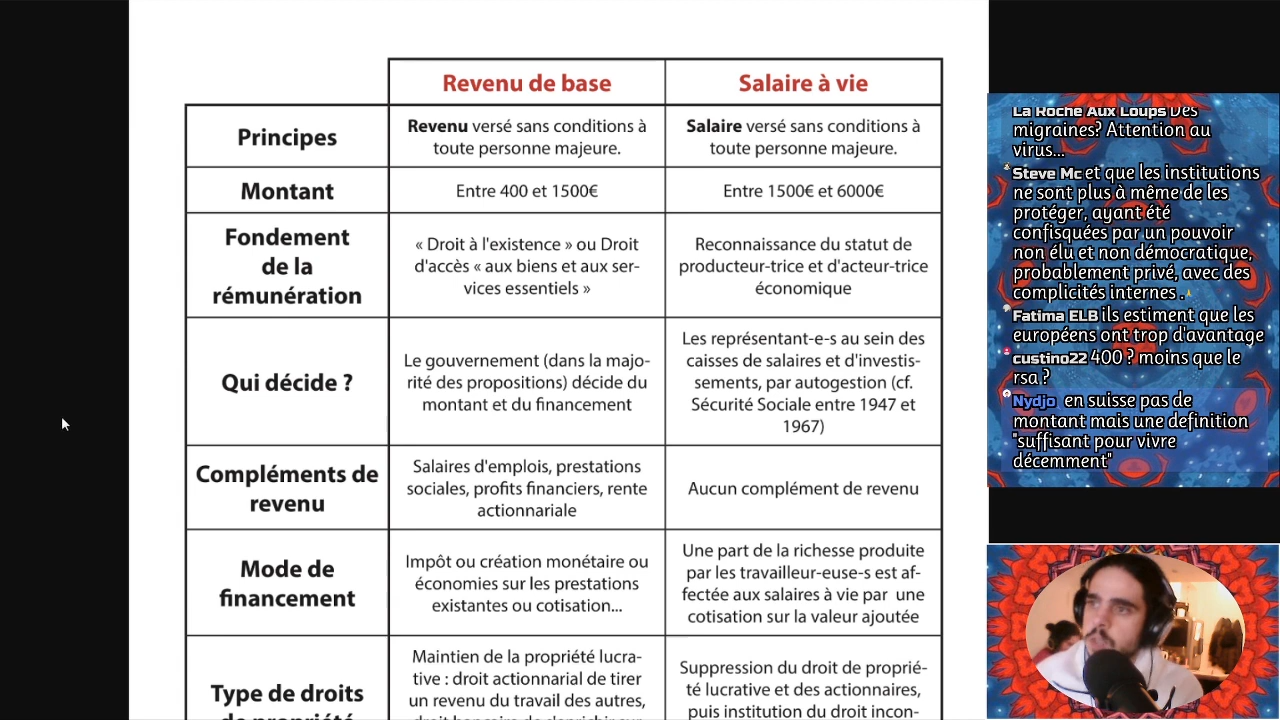 Revenu de base
Salaire à vie
Principes
Revenu versé sans conditions à
toute personne majeure.
Salaire versé sans conditions à
toute personne majeure.
Montant
Entre 400 et 1500€
Entre 1500€ et 6000€
Fondement
de la
rémunération
« Droit à l'existence » ou Droit
d'accès « aux biens et aux ser-
vices essentiels »
Reconnaissance du statut de
producteur-trice et d'acteur-trice
économique
Qui décide ?
Le gouvernement (dans la majo-
rité des propositions) décide du
montant et du financement
Les représentant-e-s au sein des
caisses de salaires et d'investis-
sements, par autogestion (cf.
Sécurité Sociale entre 1947 et
1967)
Compléments de
revenu
Salaires d'emplois, prestations
sociales, profits financiers, rente
actionnariale
Aucun complément de revenu
Mode de
financement
Impôt ou création monétaire ou
économies sur les prestations
existantes ou cotisation...
Une part de la richesse produite
par les travailleur-euse-s est af-
fectée aux salaires à vie par une
cotisation sur la valeur ajoutée
Type de droits
de propriété
Maintien de la propriété lucra-
tive : droit actionnarial de tirer
un revenu du travail des autres,
Suppression du droit de proprié-
té lucrative et des actionnaires,
puis institution du droit incon-
La Roche Aux Loups Des
migraines? Attention au
virus...
Steve Mc et que les institutions
ne sont plus à même de les
protéger, ayant été
confisquées par un pouvoir
non élu et non démocratique,
probablement privé, avec des
complicités internes .
Fatima ELB ils estiment que les
européens ont trop d'avantage
custino22 400 ? moins que le
rsa ?
Nydjo en suisse pas de
montant mais une definition
"suffisant pour vivre
décemment"